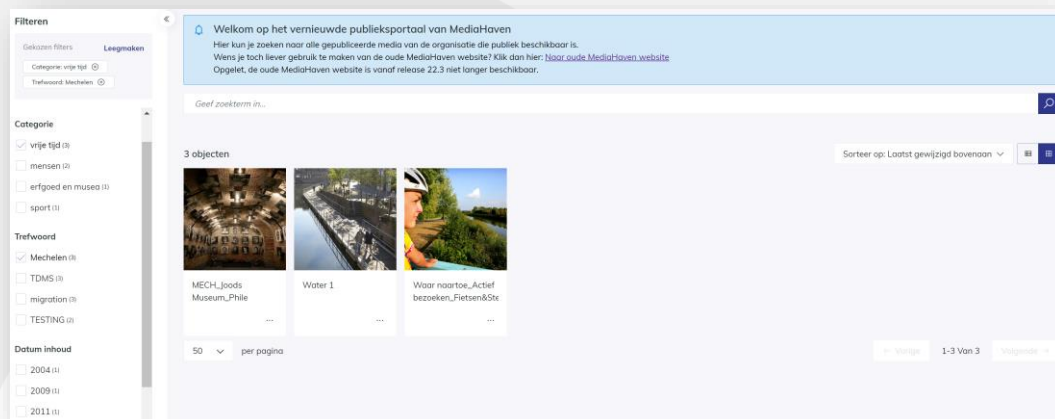 Filteren
Gekozen filters
Leegmaken
Categorie: vrije tijd
Trefwoord: Mechelen
Categorie
vrije tijd (3)
mensen (2)
erfgoed en musea (1)
sport (1)
Trefwoord
Mechelen (3)
TDMS (3)
migration (3)
TESTING (2)
Datum inhoud
2004 (1)
2009 (1)
2011 (1)
Welkom op het vernieuwde publieksportaal van MediaHaven
Hier kun je zoeken naar alle gepubliceerde media van de organisatie die publiek beschikbaar is.
Wens je toch liever gebruik te maken van de oude MediaHaven website? Klik dan hier: Naar oude MediaHaven website
Opgelet, de oude MediaHaven website is vanaf release 22.3 niet langer beschikbaar.
Geef zoekterm in...
3 objecten
Sorteer op: Laatst gewijzigd bovenaan
MECH_Joods
Museum_Phile
...
Water 1
...
Waar naartoe_Actief
bezoeken_Fietsen&Ste
...
50 per pagina
← Vorige
1-3 Van 3
Volgende →